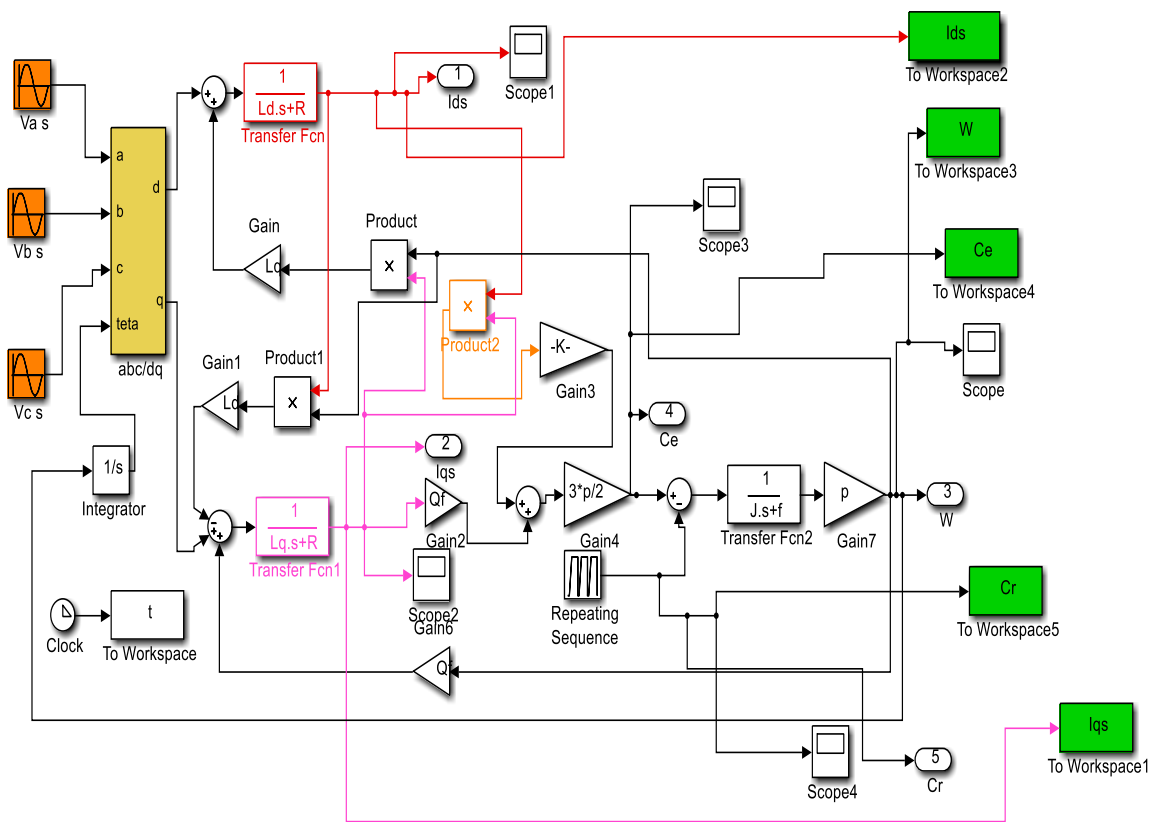 Va s
Vb s
Vc s
a
b
c
teta
d
q
abc/dq
1
Ld.s+R
Transfer Fcn
Scope1
1
Ids
Ids
To Workspace2
W
To Workspace3
Scope3
Ce
To Workspace4
Scope
Gain
Product
x
x
Product2
-K-
Gain3
Gain1
Product1
x
4
Ce
1/s
Integrator
2
Iqs
Qf
Gain2
1
Lq.s+R
Transfer Fcn1
Scope2
3*p/2
Gain4
1
J.s+f
Transfer Fcn2
p
Gain7
3
W
Repeating
Sequence
Cr
To Workspace5
Clock
t
To Workspace
Gain6
Scope4
5
Cr
Iqs
To Workspace1